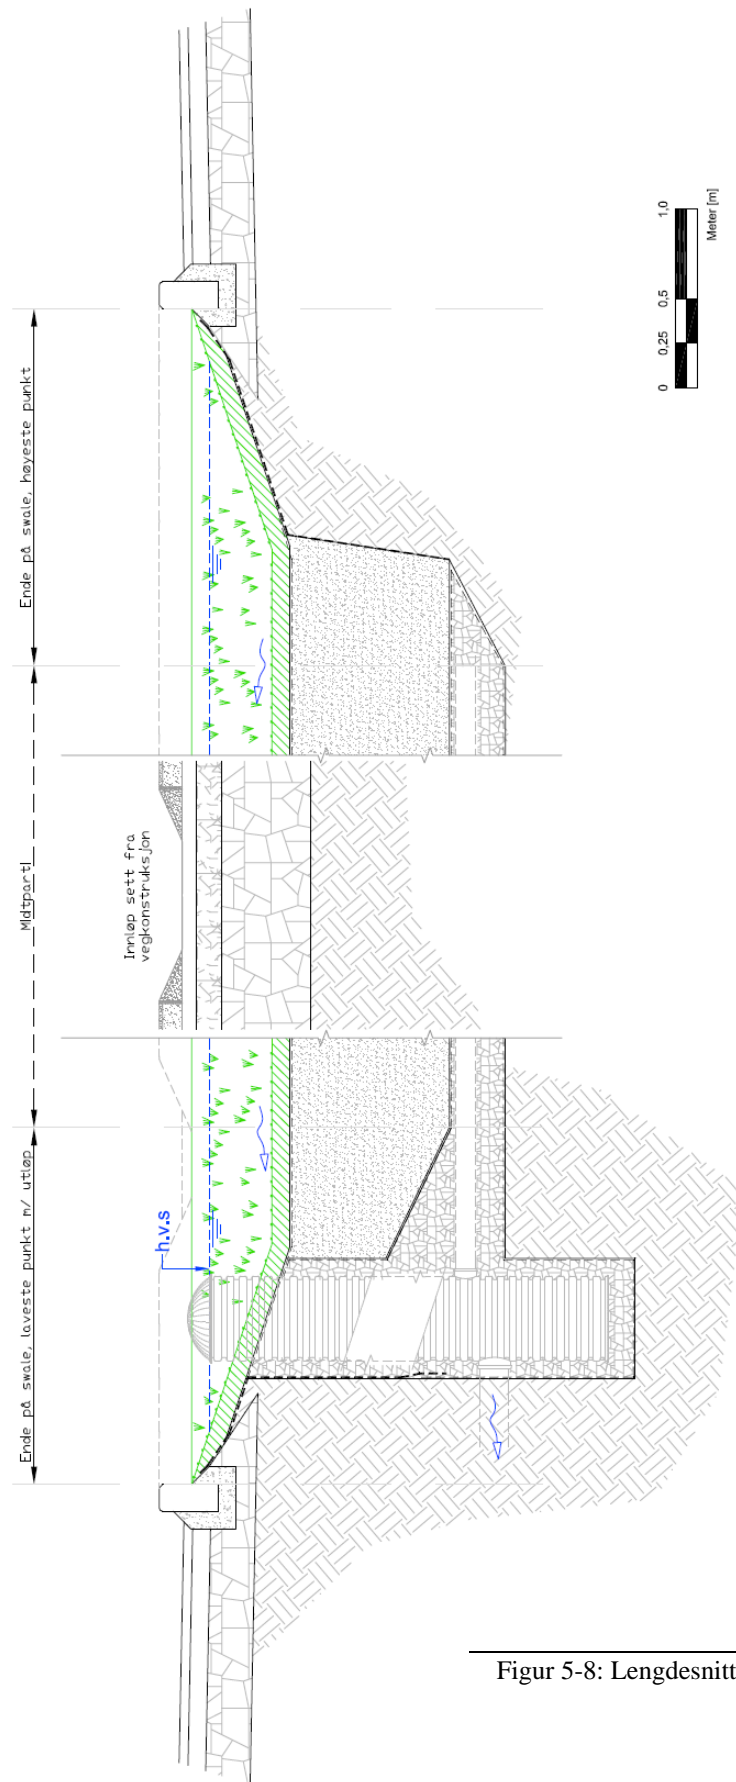 Ende på swale, høyeste punkt
Midtparti
Ende på swale, laveste punkt m/ utløp
Innløp sett fra
vegkonstruksjon
h.v.s
0
0,25
0,5
1,0
Meter [m]
Figur 5-8: Lengdesnitt